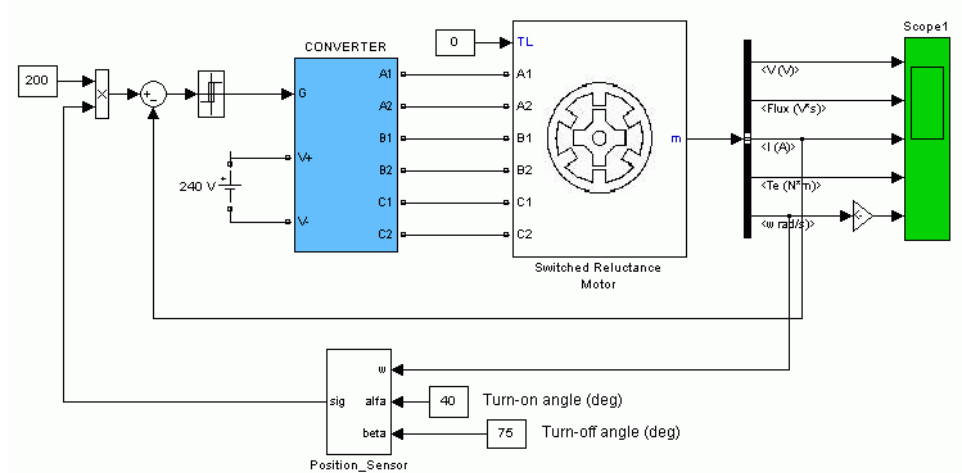 Scope1
CONVERTER
0
TL
200
×
G
A1
A1
<V (V)>
A2
A2
<Flux (V*s)>
B1
B1
m
<I (A)>
V+
B2
B2
<Te (N*m)>
240 V
+
C1
C1
<w rad/s)>
V-
C2
C2
Switched Reluctance
Motor
w
sig
alfa
40
Turn-on angle (deg)
beta
75
Turn-off angle (deg)
Position_Sensor